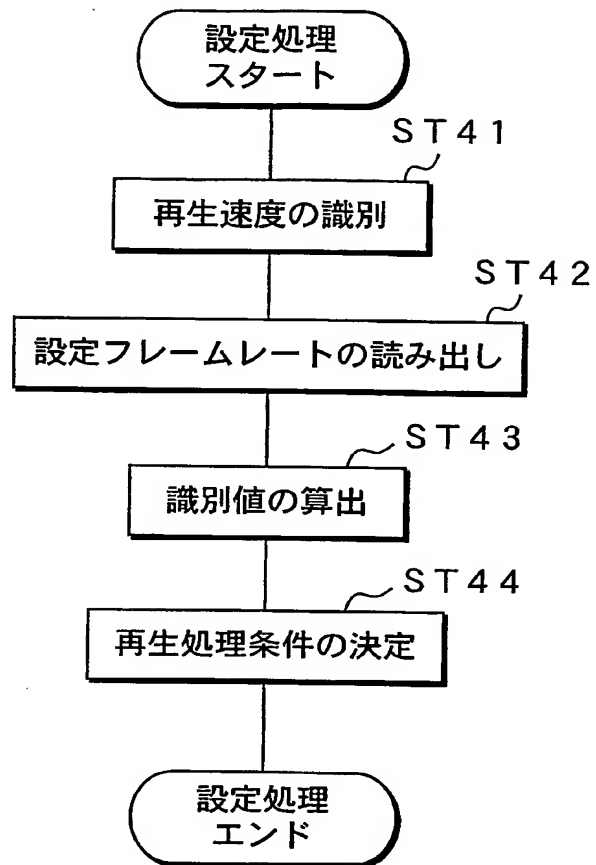 設定処理
スタート
ST41
再生速度の識別
ST42
設定フレームレートの読み出し
ST43
識別値の算出
ST44
再生処理条件の決定
設定処理
エンド